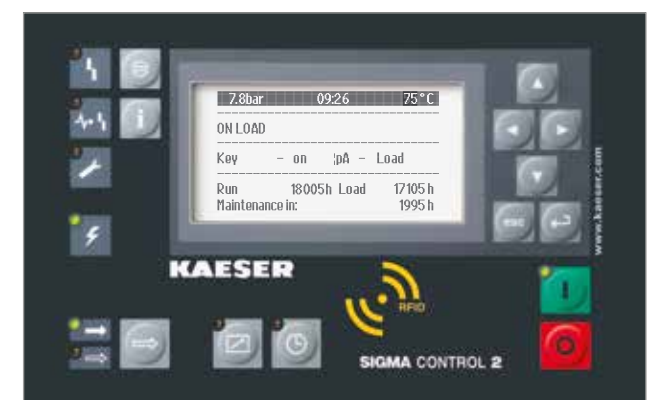 7.8bar 09:26 75°C
ON LOAD
Key - on ¦pA - Load
Run 18005h Load 17105h
Maintenance in: 1995h
esc
www.kaeser.com
KAESER
RFID
SIGMA CONTROL 2